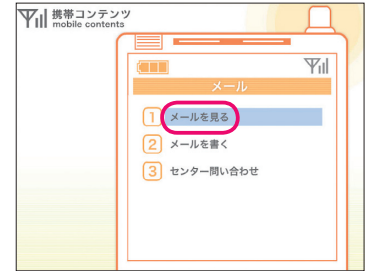 携帯コンテンツ
mobile contents
メール
1 メールを見る
2 メールを書く
3 センター問い合わせ